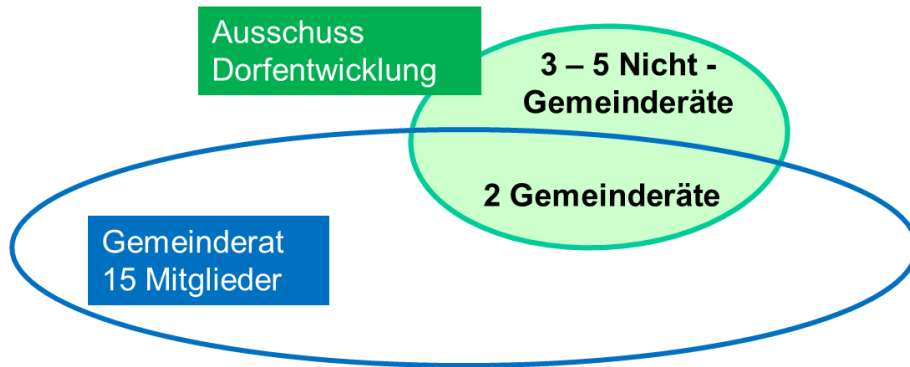 Ausschuss
Dorfentwicklung
3 – 5 Nicht -
Gemeinderäte
2 Gemeinderäte
Gemeinderat
15 Mitglieder